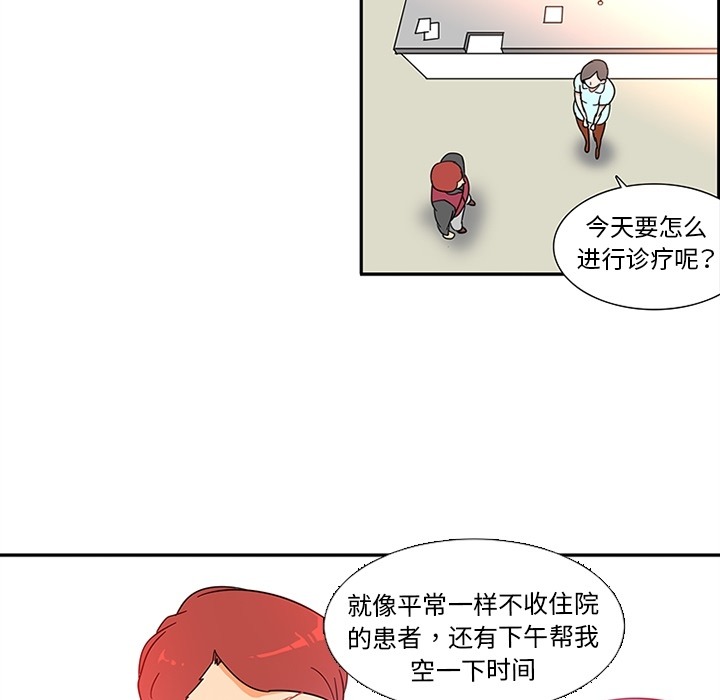 今天要怎么
进行诊疗呢?
就像平常一样不收住院
的患者，还有下午帮我
空一下时间